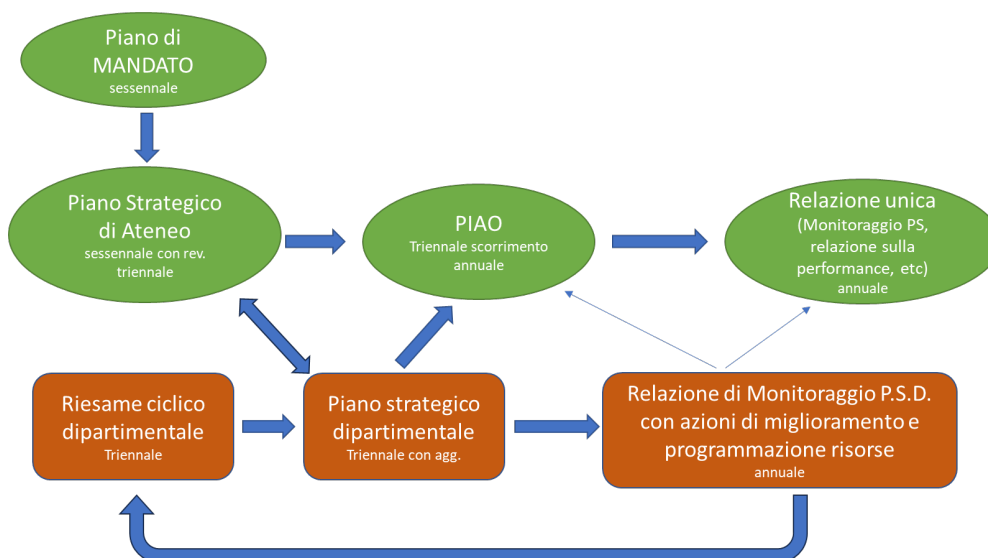 Piano di
MANDATO
sessennale
Piano Strategico
di Ateneo
sessennale con rev.
triennale
PIAO
Triennale scorrimento
annuale
Relazione unica
(Monitoraggio PS,
relazione sulla
performance, etc)
annuale
Riesame ciclico
dipartimentale
Triennale
Piano strategico
dipartimentale
Triennale con agg.
Relazione di Monitoraggio P.S.D.
con azioni di miglioramento e
programmazione risorse
annuale